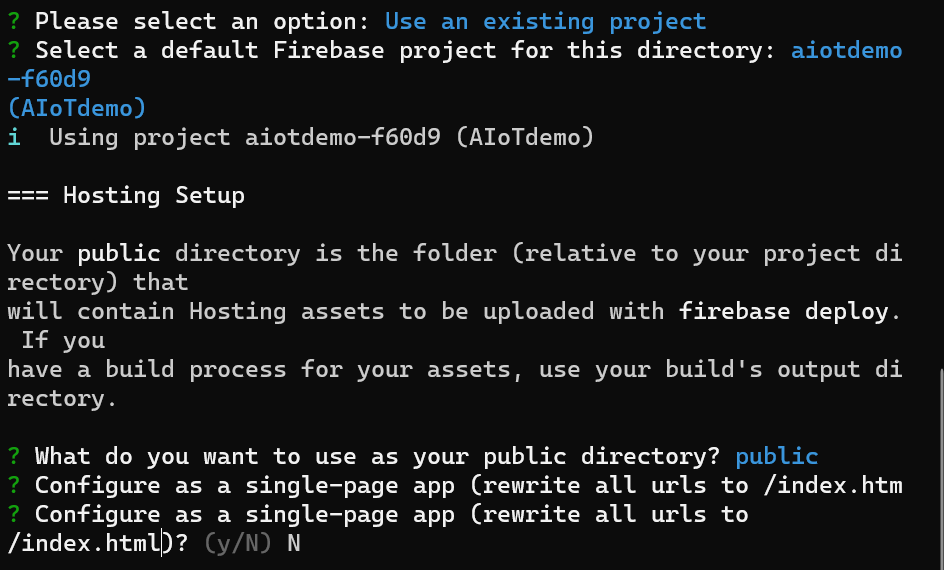 ? Please select an option: Use an existing project
? Select a default Firebase project for this directory: aiotdemo
-f60d9
(AIoTdemo)
i  Using project aiotdemo-f60d9 (AIoTdemo)

=== Hosting Setup

Your public directory is the folder (relative to your project di
rectory) that
will contain Hosting assets to be uploaded with firebase deploy.
 If you
have a build process for your assets, use your build's output di
rectory.

? What do you want to use as your public directory? public
? Configure as a single-page app (rewrite all urls to /index.htm
? Configure as a single-page app (rewrite all urls to
/index.html)? (y/N) N